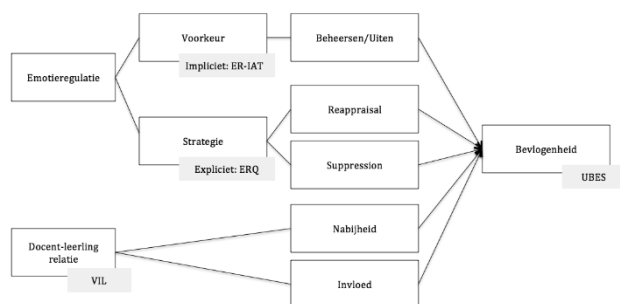 Voorkeur
Beheersen/Uiten
Impliciet: ER-IAT
Emotieregulatie
Reappraisal
Strategie
Bevlogenheid
Expliciet: ERQ
Suppression
UBES
Nabijheid
Docent-leerling
relatie
VIL
Invloed